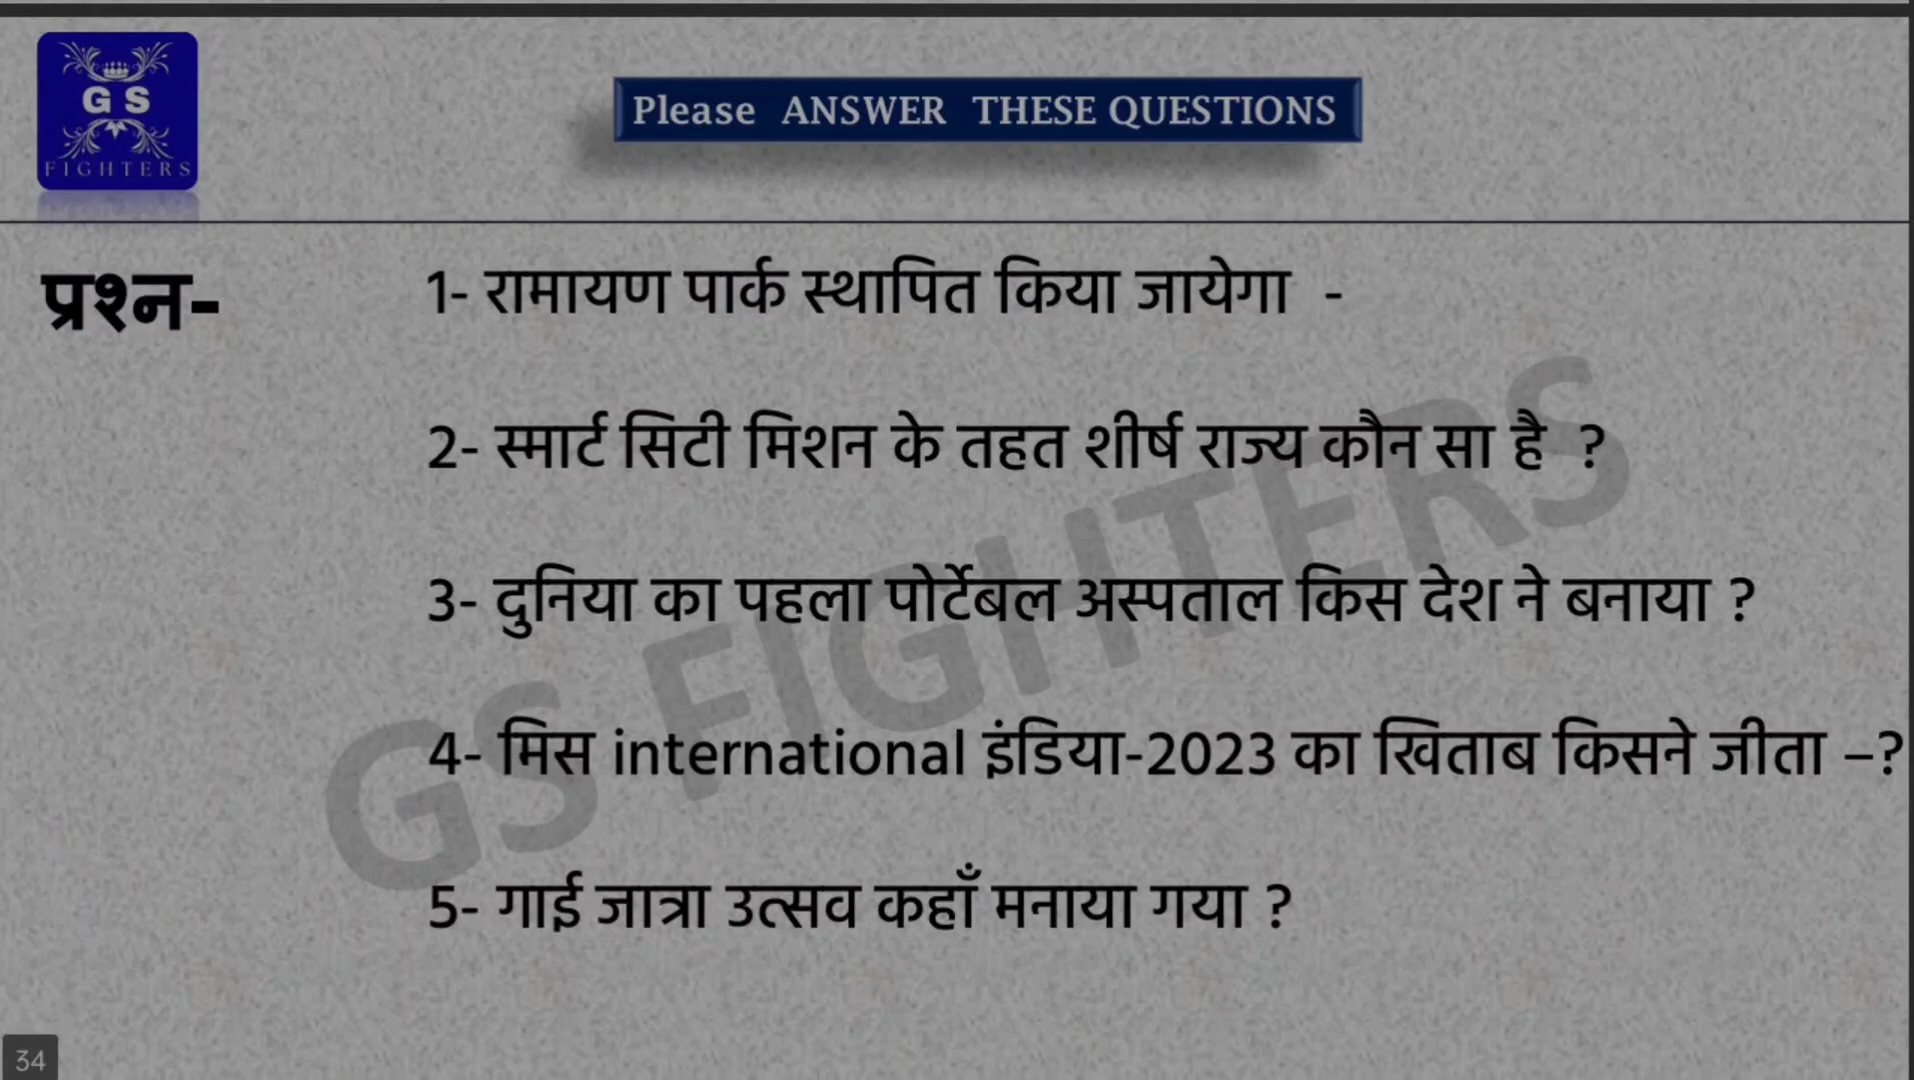 G S
FIGHTERS
Please ANSWER THESE QUESTIONS
प्रश्न-
1- रामायण पार्क स्थापित किया जायेगा -
2- स्मार्ट सिटी मिशन के तहत शीर्ष राज्य कौन सा है ?
3- दुनिया का पहला पोर्टेबल अस्पताल किस देश ने बनाया ?
4- मिस international इंडिया-2023 का खिताब किसने जीता –?
5- गाई जात्रा उत्सव कहाँ मनाया गया ?
GS FIGHTERS
34